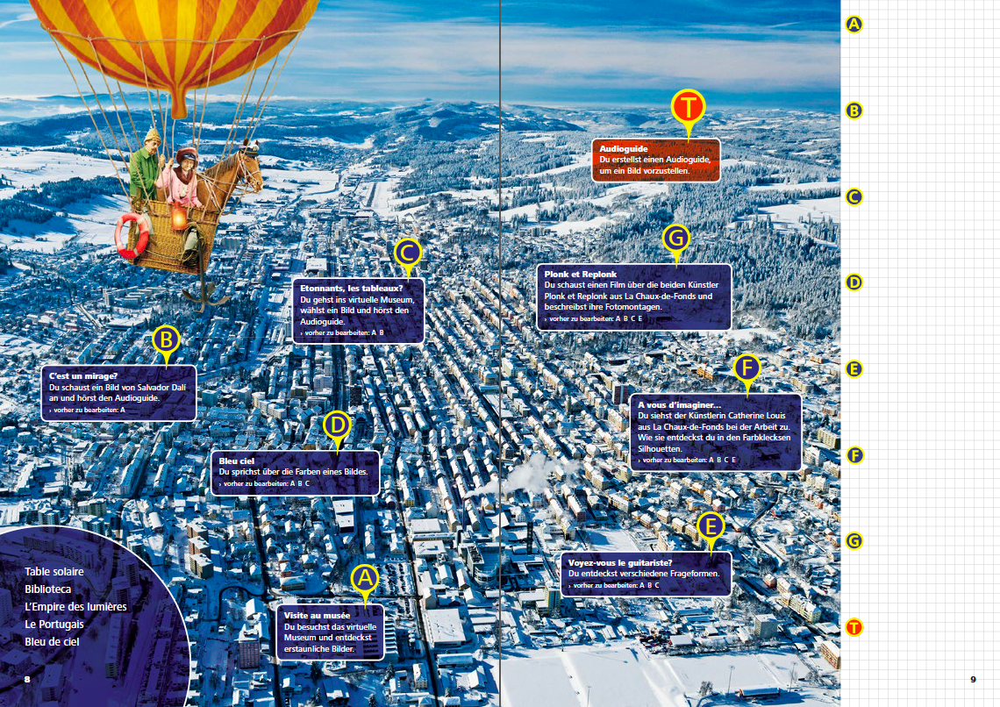 T
Audioguide
Du erstellst einen Audioguide,
um ein Bild vorzustellen.
G
Plonk et Replonk
Du schaust einen Film über die beiden Künstler
Plonk et Replonk aus La Chaux-de-Fonds und
beschreibst ihre Fotomontagen.
› vorher zu bearbeiten: A B C E
C
Etonnants, les tableaux?
Du gehst ins virtuelle Museum,
wählst ein Bild und hörst den
Audioguide.
› vorher zu bearbeiten: A B
B
C'est un mirage?
Du schaust ein Bild von Salvador Dalí
an und hörst den Audioguide.
› vorher zu bearbeiten: A
F
A vous d'imaginer...
Du siehst der Künstlerin Catherine Louis
aus La Chaux-de-Fonds bei der Arbeit zu.
Wie sie entdeckst du in den Farbklecksen
Silhouetten.
› vorher zu bearbeiten: A B C E
D
Bleu ciel
Du sprichst über die Farben eines Bildes.
› vorher zu bearbeiten: A B C
E
Voyez-vous le guitariste?
Du entdeckst verschiedene Frageformen.
› vorher zu bearbeiten: A B C
A
Visite au musée
Du besuchst das virtuelle
Museum und entdeckst
erstaunliche Bilder.
Table solaire
Biblioteca
L'Empire des lumières
Le Portugais
Bleu de ciel
8
A
B
C
D
E
F
G
T
9